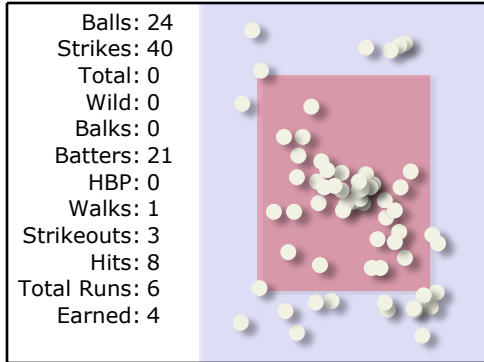 Balls: 24
Strikes: 40
Total: 0
Wild: 0
Balks: 0
Batters: 21
HBP: 0
Walks: 1
Strikeouts: 3
Hits: 8
Total Runs: 6
Earned: 4